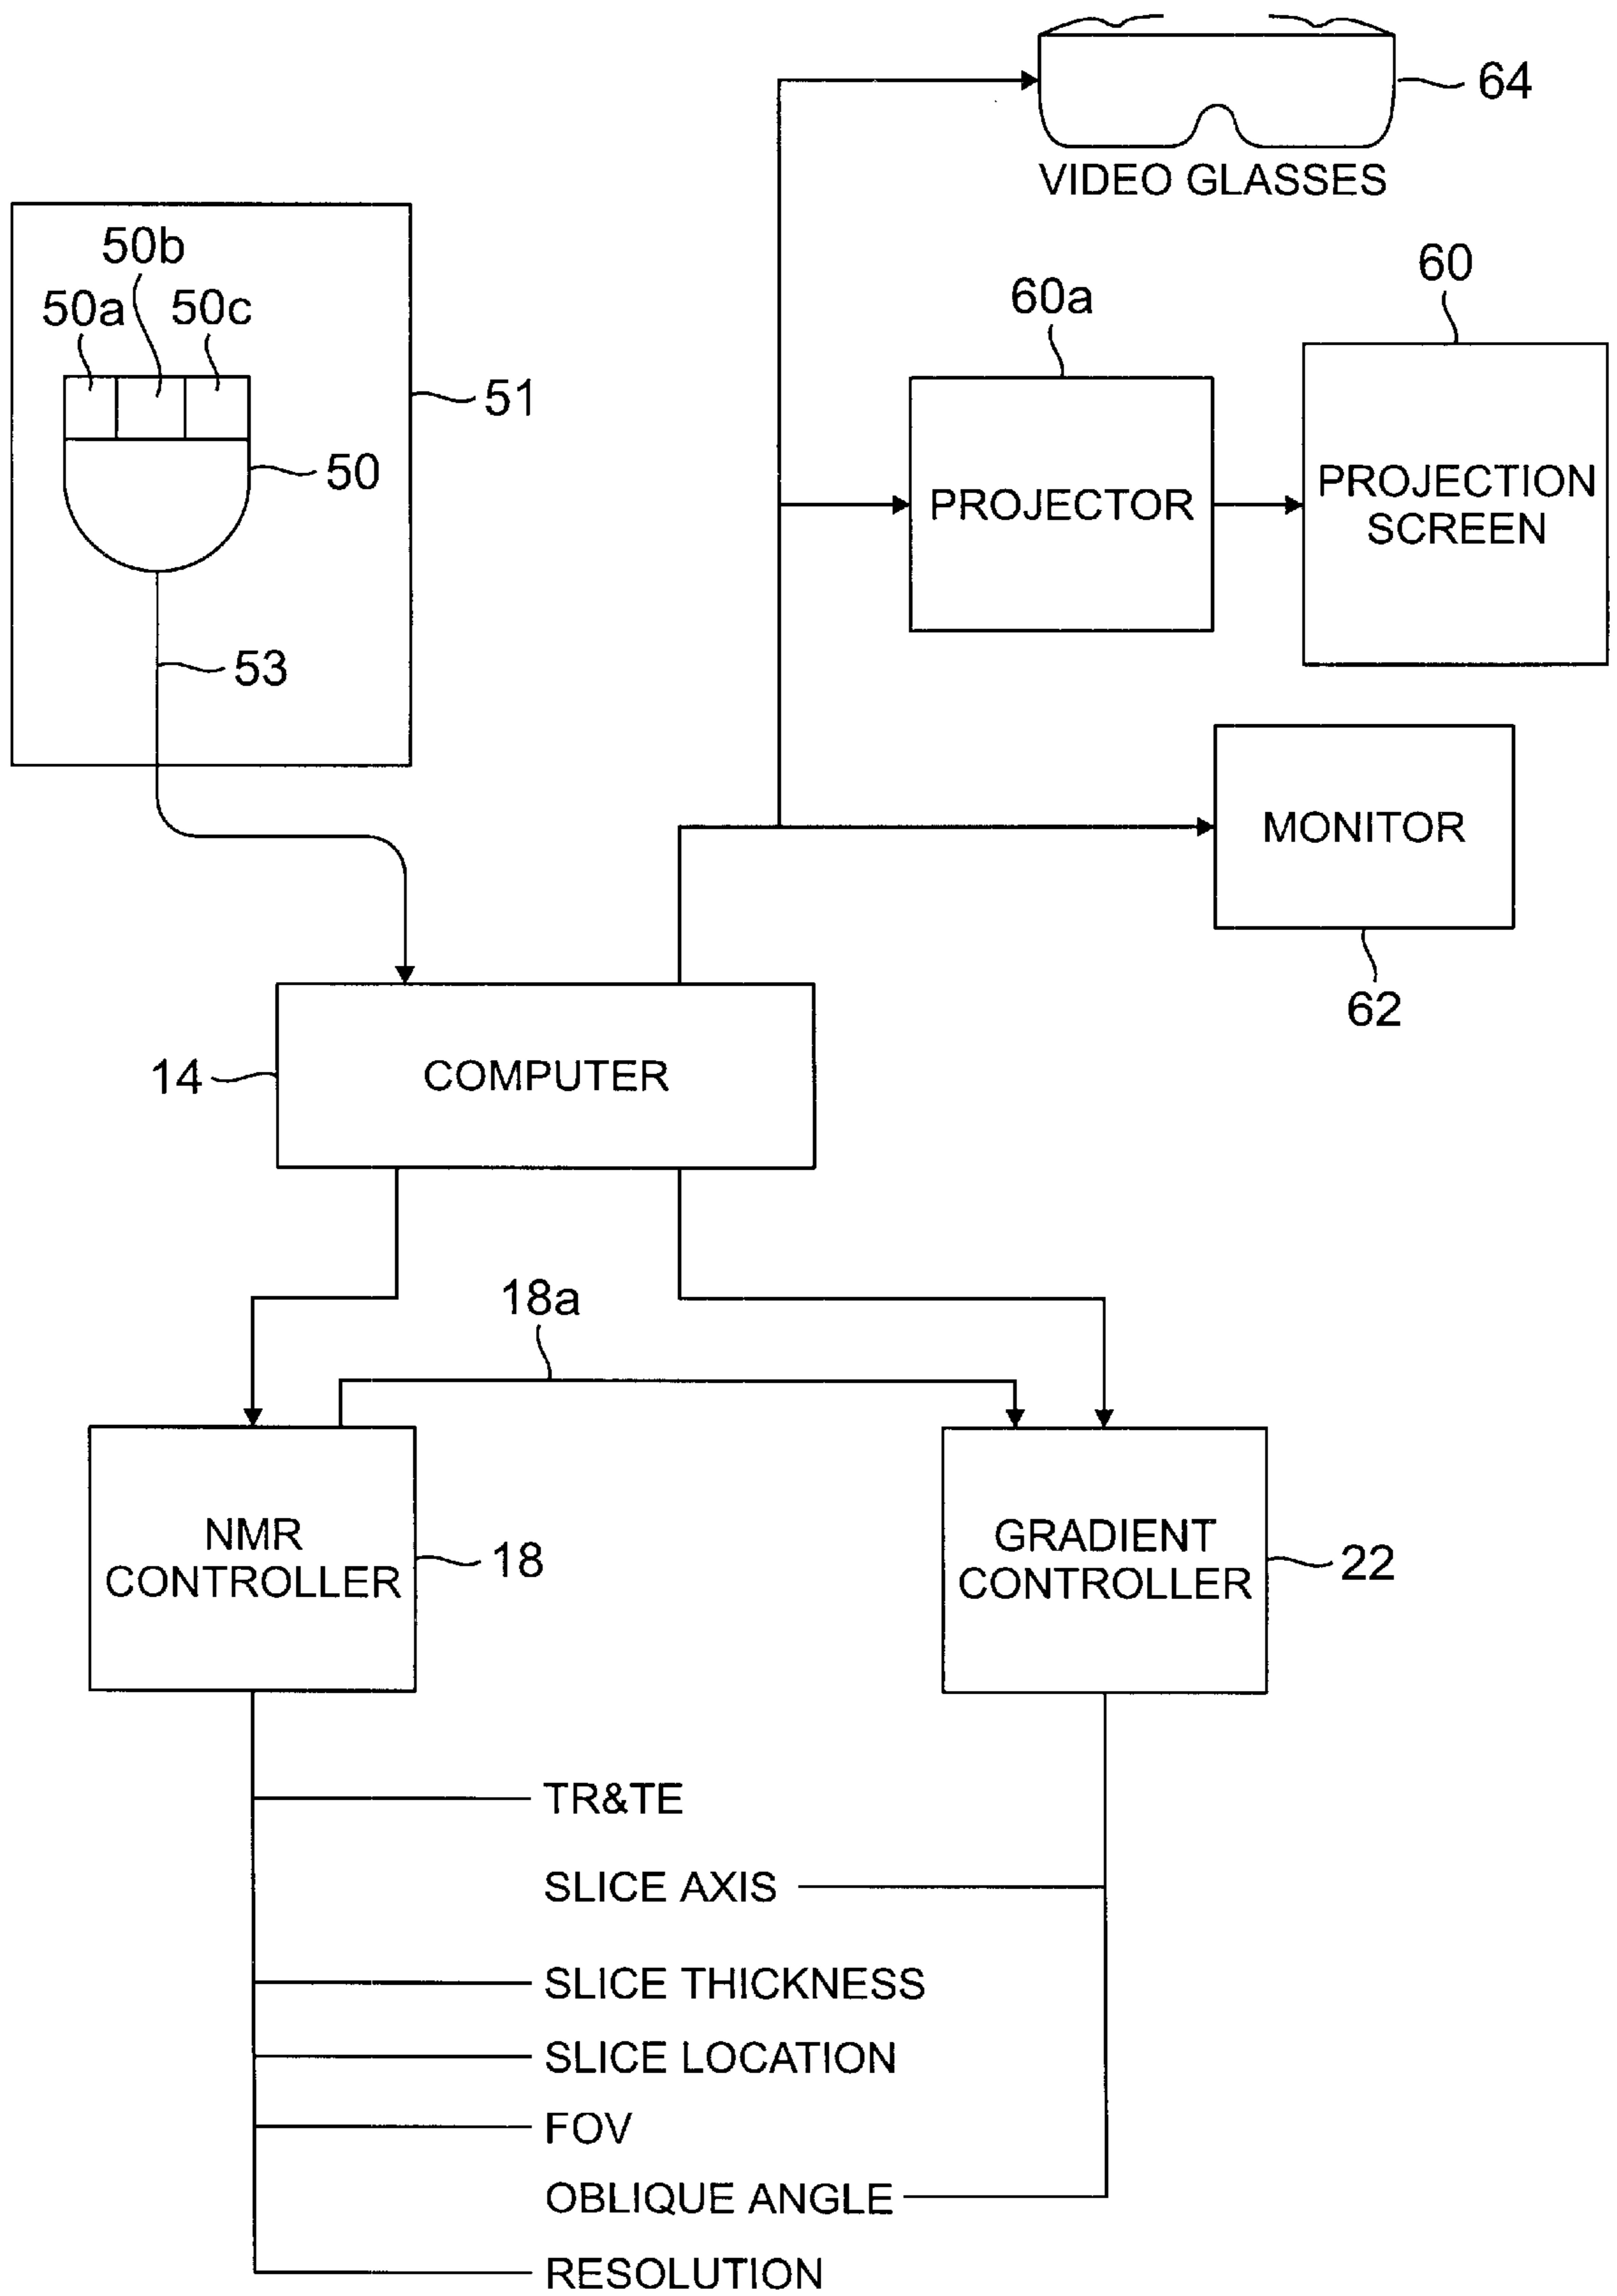 64
VIDEO GLASSES
50b
50a
50c
60
60a
51
50
PROJECTOR
PROJECTION
SCREEN
53
MONITOR
62
14
COMPUTER
18a
NMR
CONTROLLER
18
GRADIENT
CONTROLLER
22
TR&TE
SLICE AXIS
SLICE THICKNESS
SLICE LOCATION
FOV
OBLIQUE ANGLE
RESOLUTION